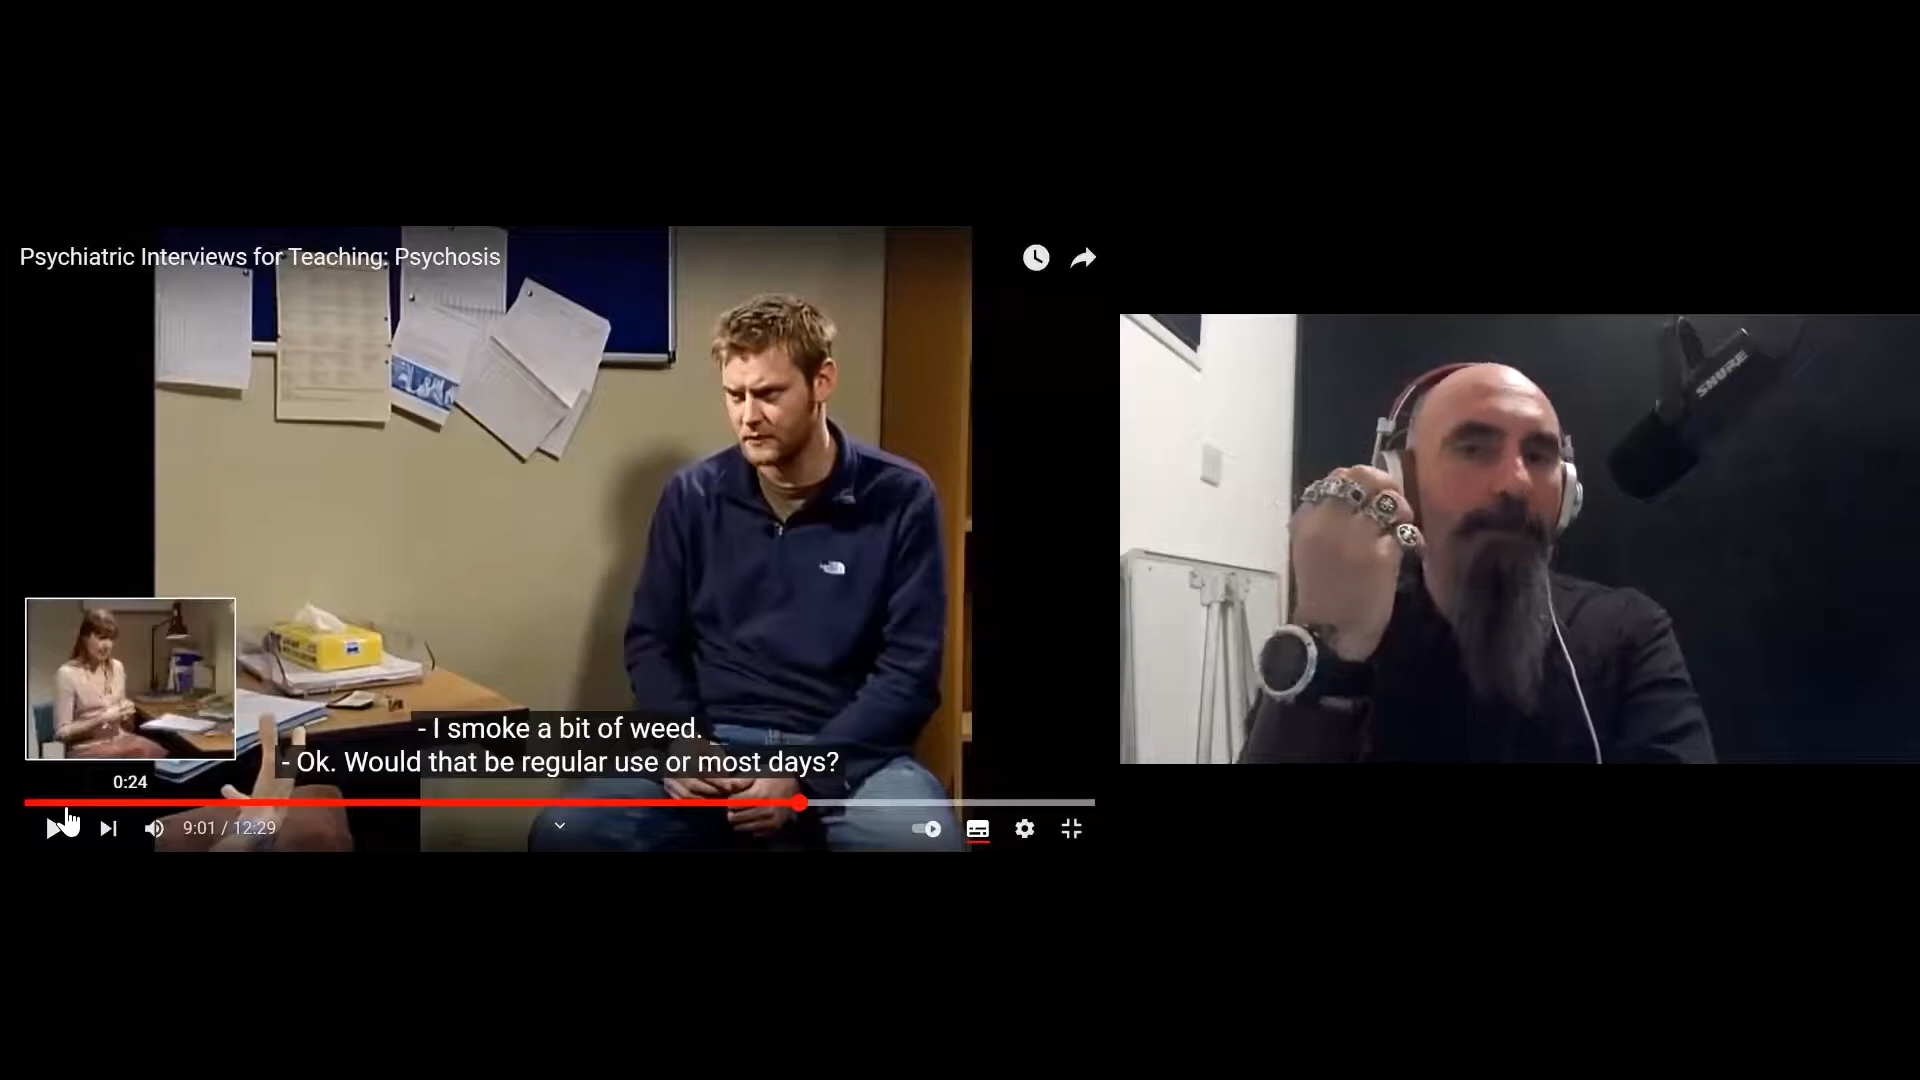 Psychiatric Interviews for Teaching: Psychosis
SHURE
- I smoke a bit of weed.
- Ok. Would that be regular use or most days?
0:24
9:01 / 12:29